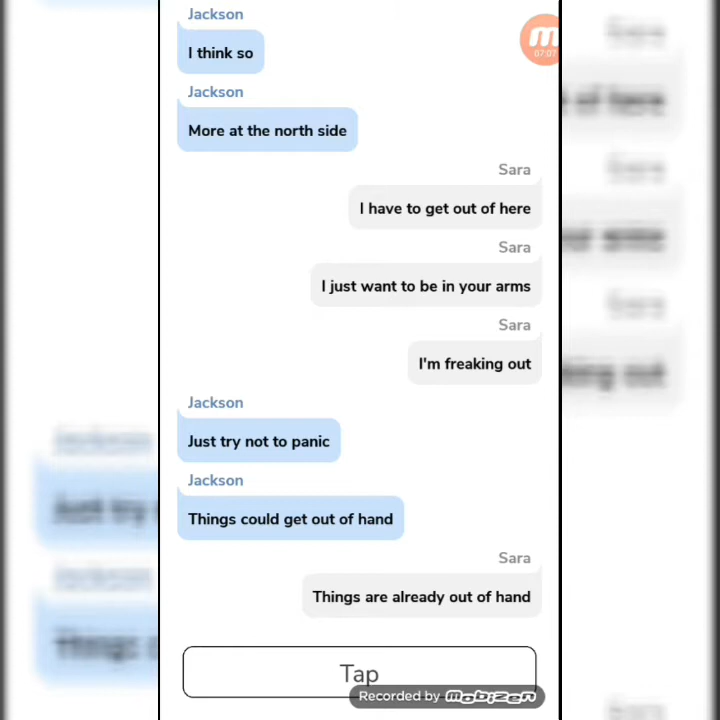 Jackson
I think so
07:07
Jackson
More at the north side
Sara
I have to get out of here
Sara
I just want to be in your arms
Sara
I'm freaking out
Jackson
Just try not to panic
Jackson
Things could get out of hand
Sara
Things are already out of hand
Tap
Recorded by mobizen